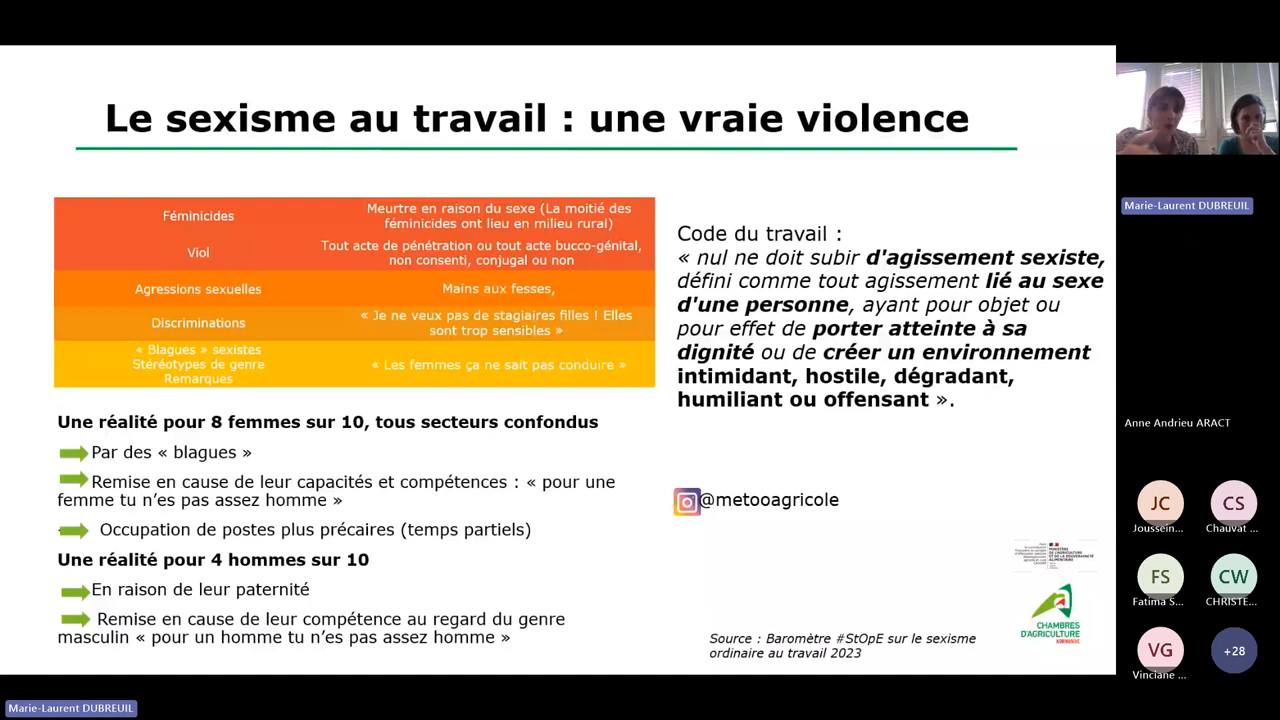 Le sexisme au travail : une vraie violence
Féminicides
Meurtre en raison du sexe (La moitié des
féminicides ont lieu en milieu rural)
Viol
Tout acte de pénétration ou tout acte bucco-génital,
non consenti, conjugal ou non
Agressions sexuelles
Mains aux fesses,
Discriminations
« Je ne veux pas de stagiaires filles ! Elles
sont trop sensibles »
« Blagues » sexistes
Stéréotypes de genre
Remarques
« Les femmes ça ne sait pas conduire »
Une réalité pour 8 femmes sur 10, tous secteurs confondus
Par des « blagues »
Remise en cause de leur capacités et compétences : « pour une
femme tu n’es pas assez homme »
Occupation de postes plus précaires (temps partiels)
Une réalité pour 4 hommes sur 10
En raison de leur paternité
Remise en cause de leur compétence au regard du genre
masculin « pour un homme tu n’es pas assez homme »
Code du travail :
« nul ne doit subir d'agissement sexiste,
défini comme tout agissement lié au sexe
d'une personne, ayant pour objet ou
pour effet de porter atteinte à sa
dignité ou de créer un environnement
intimidant, hostile, dégradant,
humiliant ou offensant ».
@metooagricole
MINISTÈRE
DE L'AGRICULTURE
ET DE LA SOUVERAINETÉ
ALIMENTAIRE
CHAMBRES
D'AGRICULTURE
NORMANDIE
Source : Baromètre #StOpE sur le sexisme
ordinaire au travail 2023
Marie-Laurent DUBREUIL
Anne Andrieu ARACT
JC
CS
Joussein...
Chauvat ...
FS
CW
Fatima S...
CHRISTE...
VG
+28
Vinciane ...
Marie-Laurent DUBREUIL